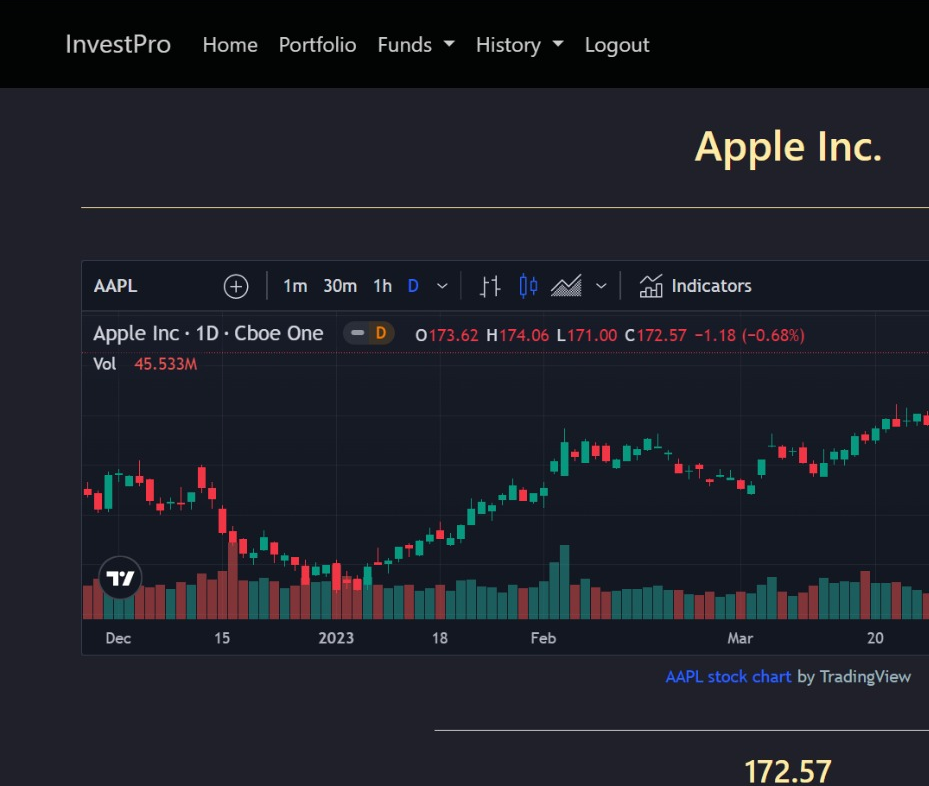 InvestPro Home Portfolio Funds History Logout
Apple Inc.
AAPL 1m 30m 1h D Indicators
Apple Inc · 1D · Cboe One D O173.62 H174.06 L171.00 C172.57 −1.18 (−0.68%)
Vol 45.533M
Dec 15 2023 18 Feb Mar 20
AAPL stock chart by TradingView
172.57